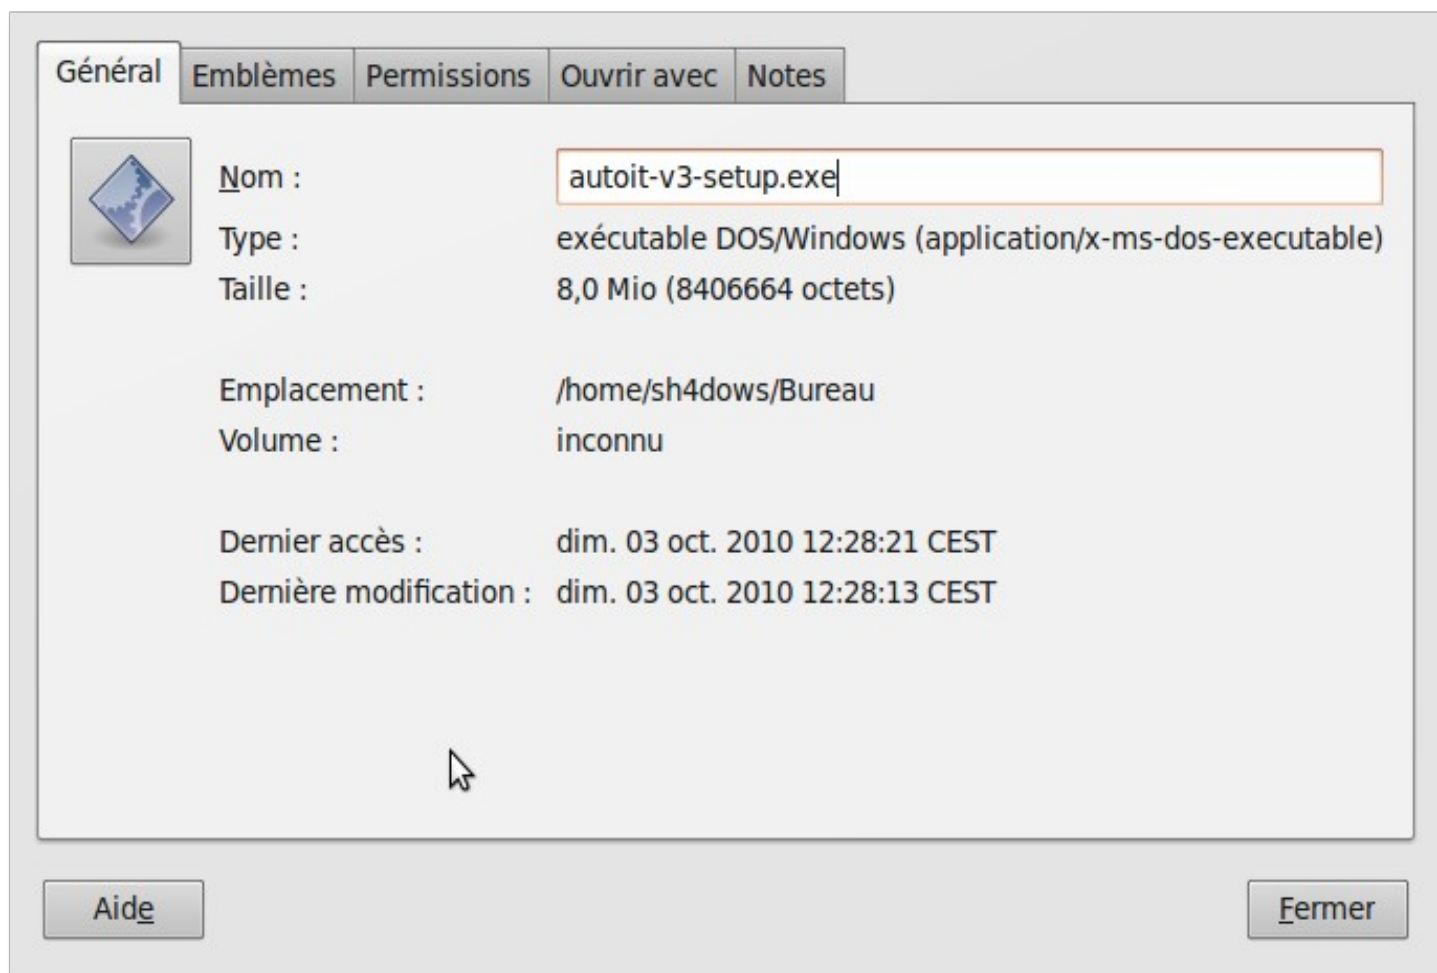 Général Emblèmes Permissions Ouvrir avec Notes
Nom : autoit-v3-setup.exe
Type : exécutable DOS/Windows (application/x-ms-dos-executable)
Taille : 8,0 Mio (8406664 octets)
Emplacement : /home/sh4dows/Bureau
Volume : inconnu
Dernier accès : dim. 03 oct. 2010 12:28:21 CEST
Dernière modification : dim. 03 oct. 2010 12:28:13 CEST
Aide Fermer